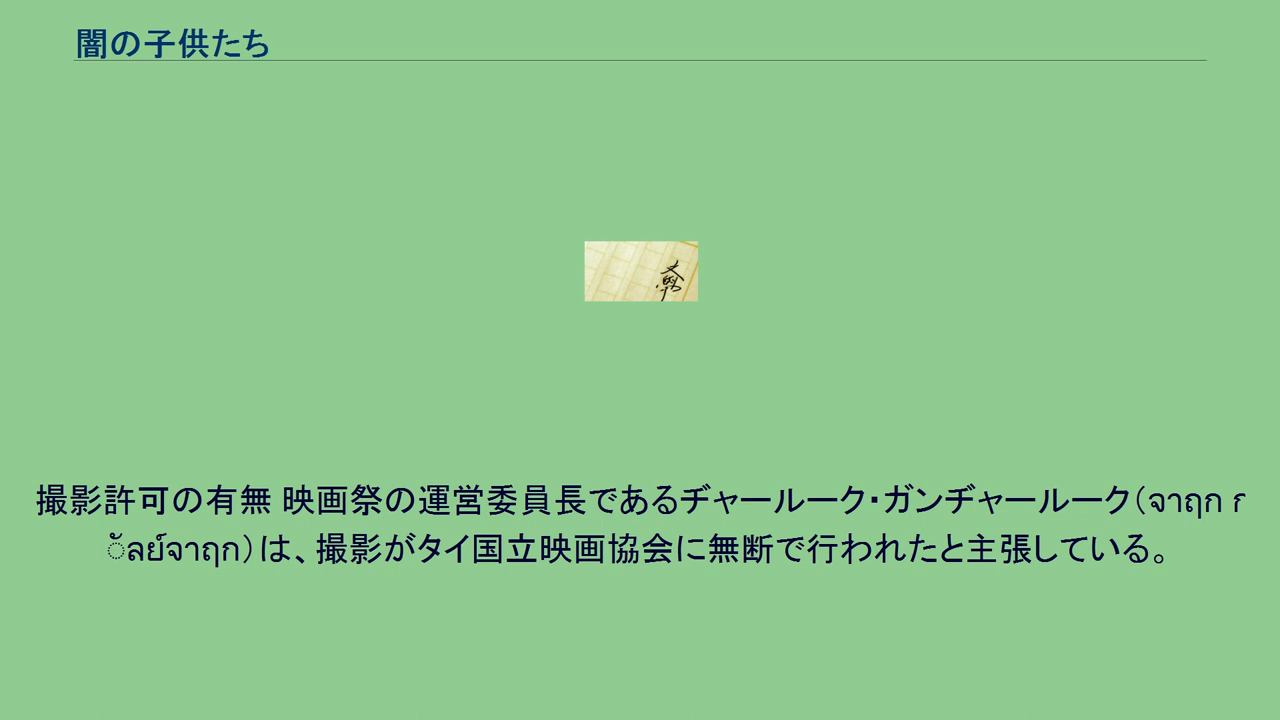 闇の子供たち
撮影許可の有無 映画祭の運営委員長であるヂャールーク・ガンヂャールーク(จาฤก ก
ัลย์จาฤก)は、撮影がタイ国立映画協会に無断で行われたと主張している。